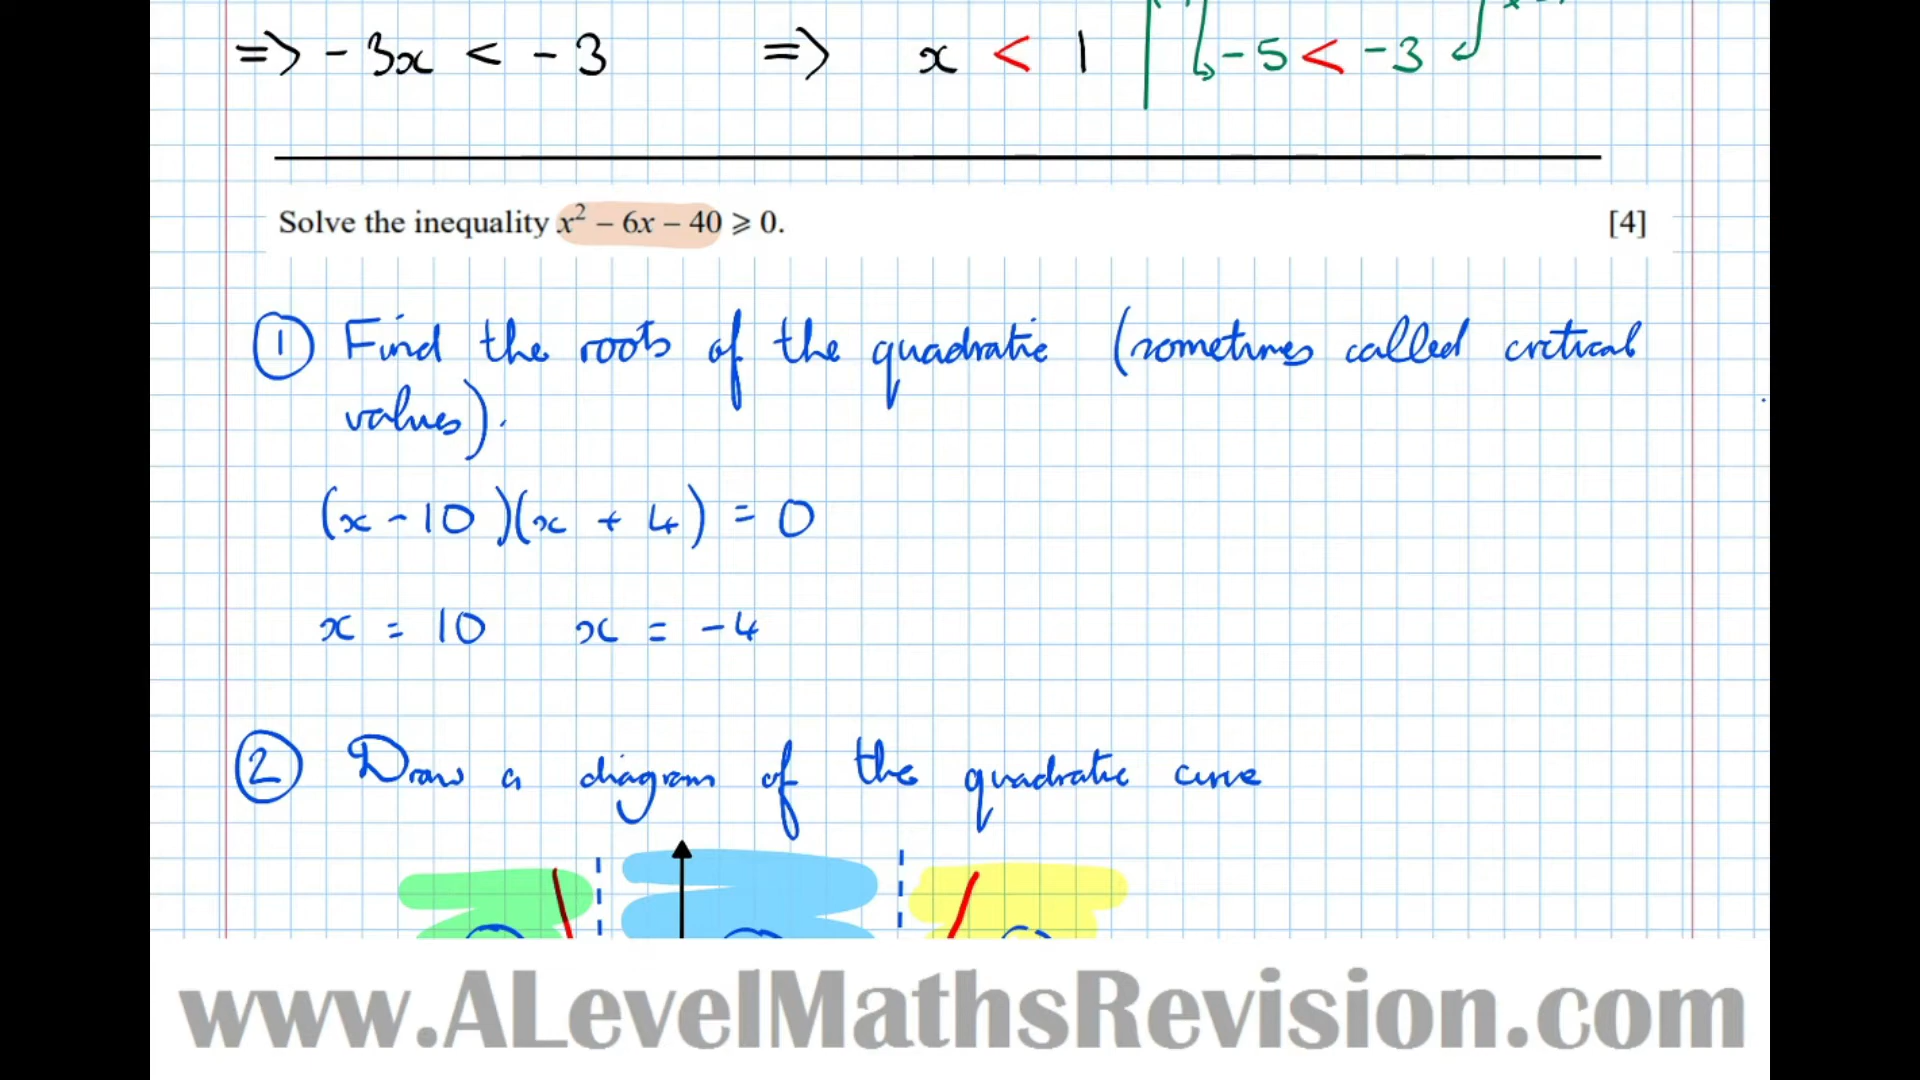 => -3x < -3 => x < 1 -5 < -3
Solve the inequality x² − 6x − 40 ⩾ 0. [4]
① Find the roots of the quadratic (sometimes called critical
values).
(x - 10)(x + 4) = 0
x = 10 x = -4
② Draw a diagram of the quadratic curve
www.ALevelMathsRevision.com